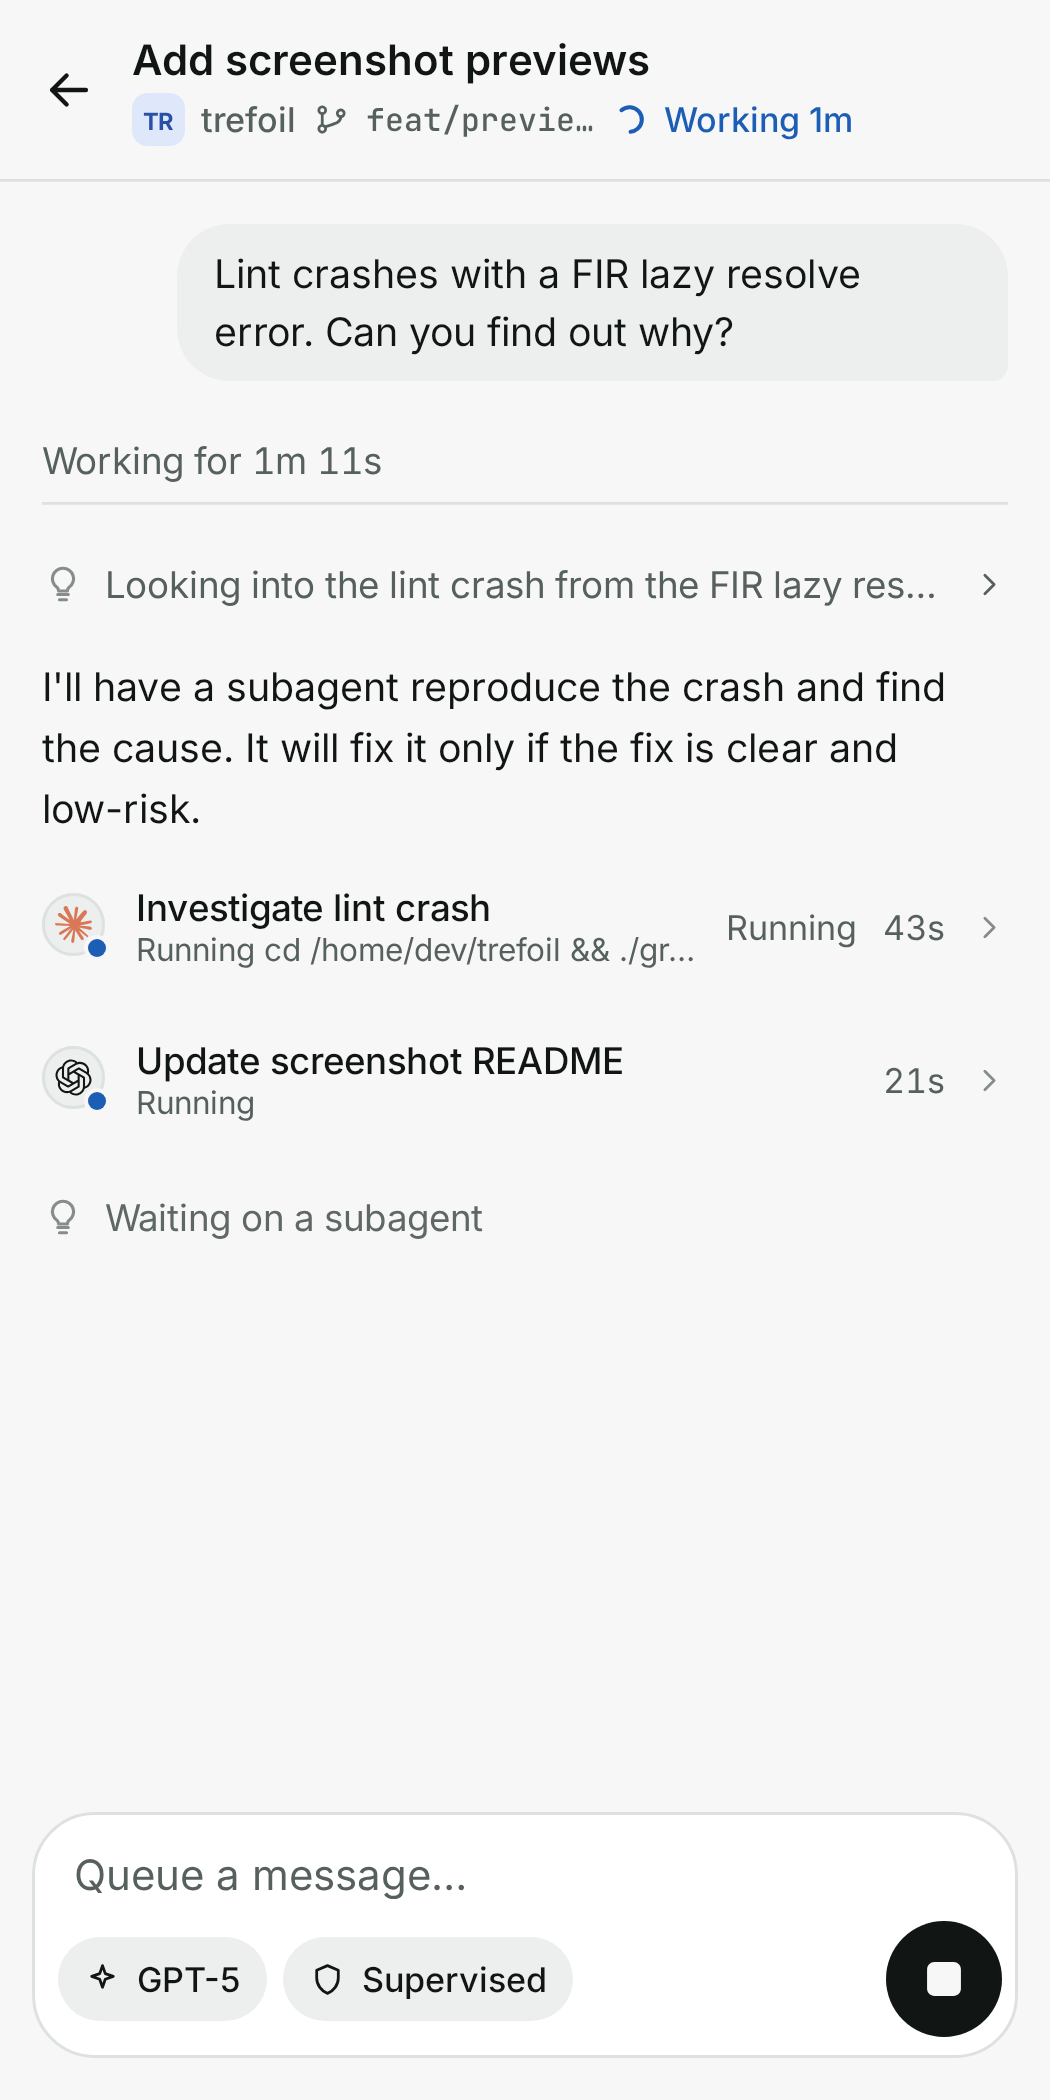 Add screenshot previews
TR trefoil feat/previe… Working 1m
Lint crashes with a FIR lazy resolve
error. Can you find out why?
Working for 1m 11s
Looking into the lint crash from the FIR lazy res...
I'll have a subagent reproduce the crash and find
the cause. It will fix it only if the fix is clear and
low-risk.
Investigate lint crash
Running cd /home/dev/trefoil && ./gr...
Running 43s
Update screenshot README
Running
21s
Waiting on a subagent
Queue a message...
GPT-5 Supervised